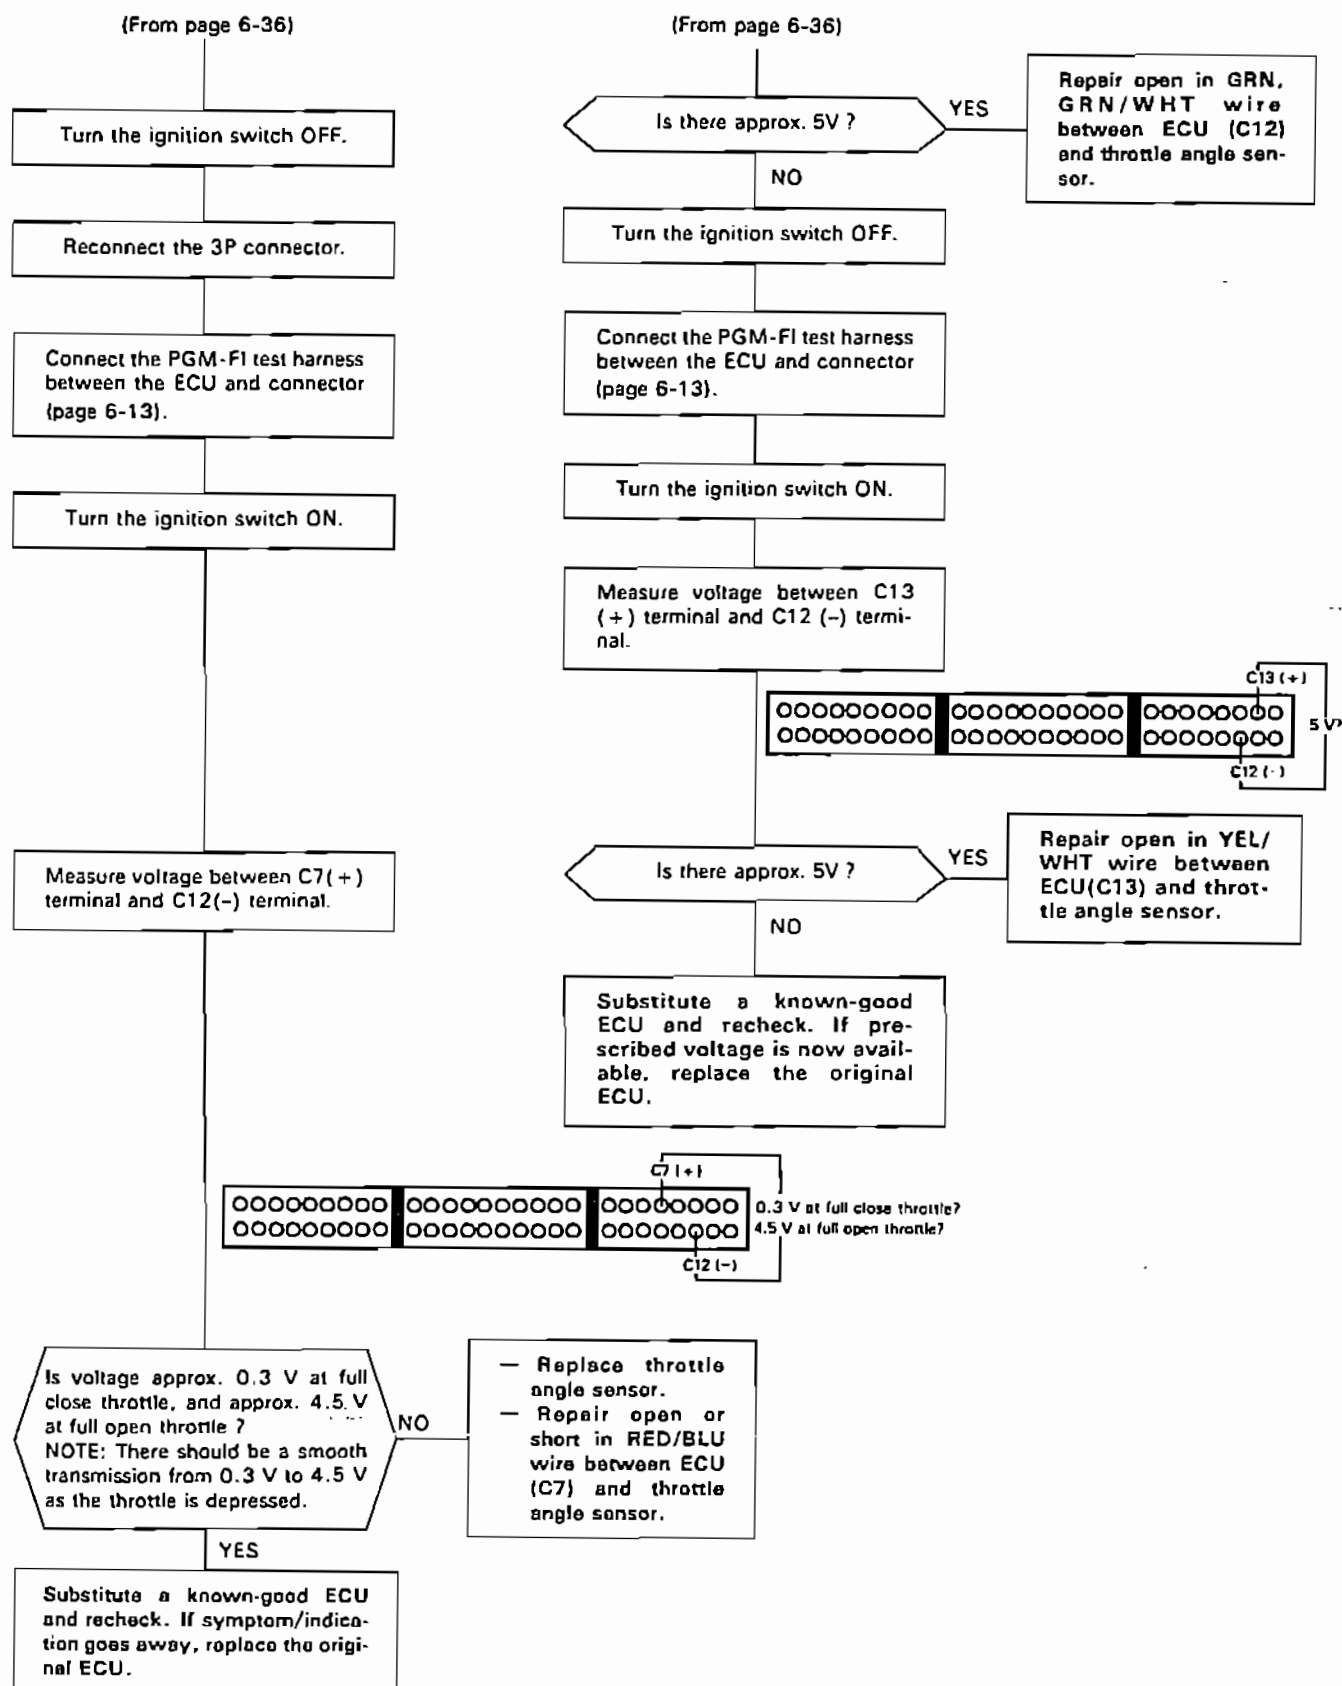 (From page 6-36)
Turn the ignition switch OFF.
Reconnect the 3P connector.
Connect the PGM-FI test harness
between the ECU and connector
(page 6-13).
Turn the ignition switch ON.
Measure voltage between C7(+)
terminal and C12(-) terminal.
C7 (+)
0.3 V at full close throttle?
4.5 V at full open throttle?
C12 (-)
Is voltage approx. 0.3 V at full
close throttle, and approx. 4.5 V
at full open throttle ?
NOTE: There should be a smooth
transmission from 0.3 V to 4.5 V
as the throttle is depressed.
NO
— Replace throttle
angle sensor.
— Repair open or
short in RED/BLU
wire between ECU
(C7) and throttle
angle sensor.
YES
Substitute a known-good ECU
and recheck. If symptom/indica-
tion goes away, replace the origi-
nal ECU.
(From page 6-36)
Is there approx. 5V ?
YES
Repair open in GRN,
GRN/WHT wire
between ECU (C12)
and throttle angle sen-
sor.
NO
Turn the ignition switch OFF.
Connect the PGM-FI test harness
between the ECU and connector
(page 6-13).
Turn the ignition switch ON.
Measure voltage between C13
(+) terminal and C12 (-) termi-
nal.
C13 (+)
5 V?
C12 (-)
Is there approx. 5V ?
YES
Repair open in YEL/
WHT wire between
ECU(C13) and throt-
tle angle sensor.
NO
Substitute a known-good
ECU and recheck. If pre-
scribed voltage is now avail-
able, replace the original
ECU.